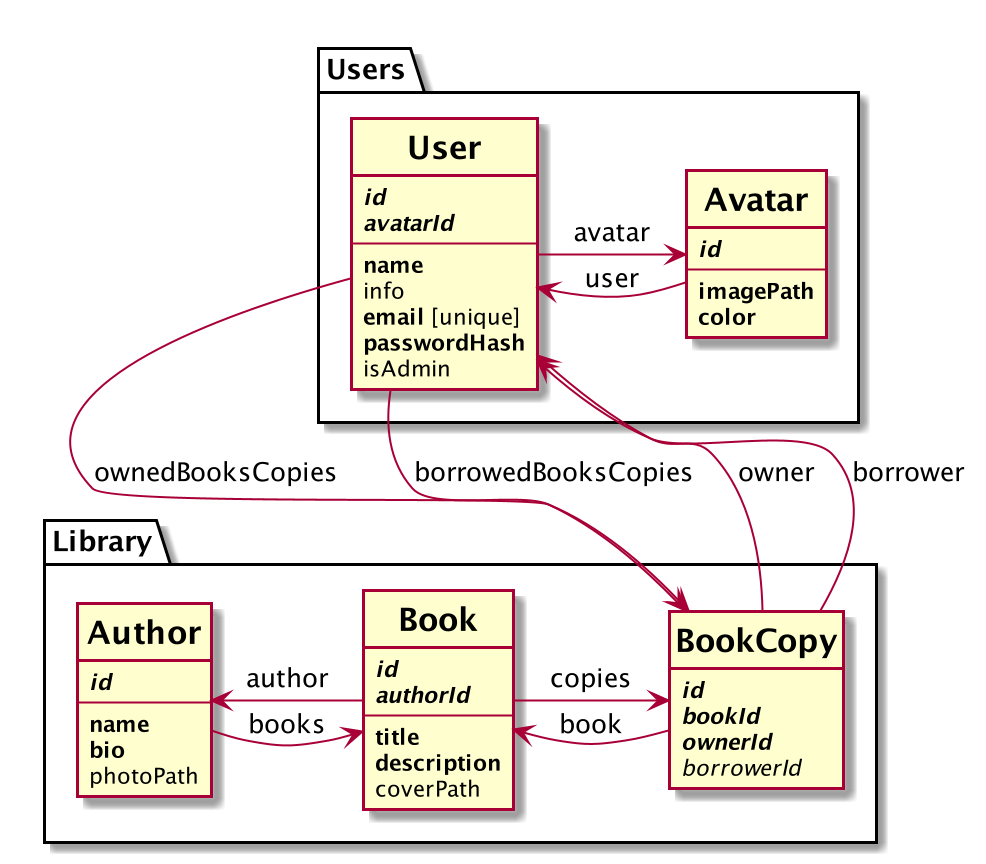 Users
User
id
avatarId
name
info
email [unique]
passwordHash
isAdmin
avatar
user
Avatar
id
imagePath
color
ownedBooksCopies
borrowedBooksCopies
owner
borrower
Library
Author
id
name
bio
photoPath
author
books
Book
id
authorId
title
description
coverPath
copies
book
BookCopy
id
bookId
ownerId
borrowerId